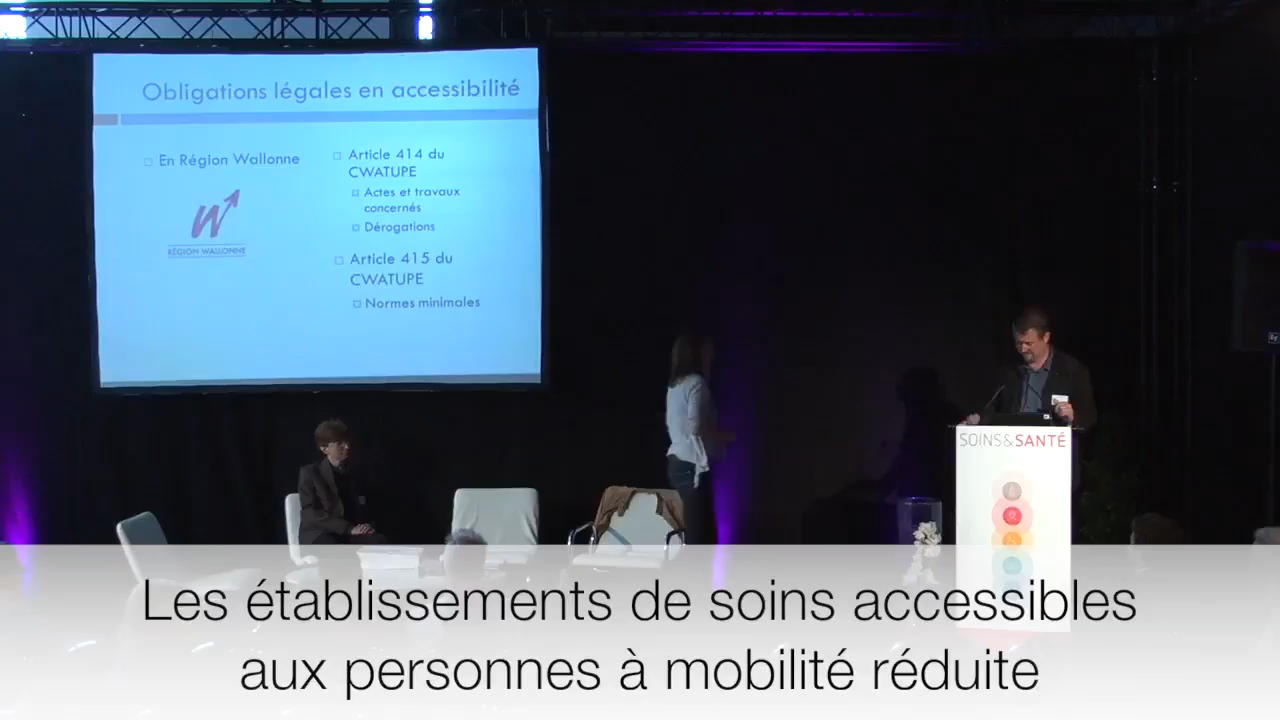 Obligations légales en accessibilité
En Région Wallonne
W
RÉGION WALLONNE
Article 414 du
CWATUPE
Actes et travaux
concernés
Dérogations
Article 415 du
CWATUPE
Normes minimales
SOINS&SANTÉ
Les établissements de soins accessibles
aux personnes à mobilité réduite